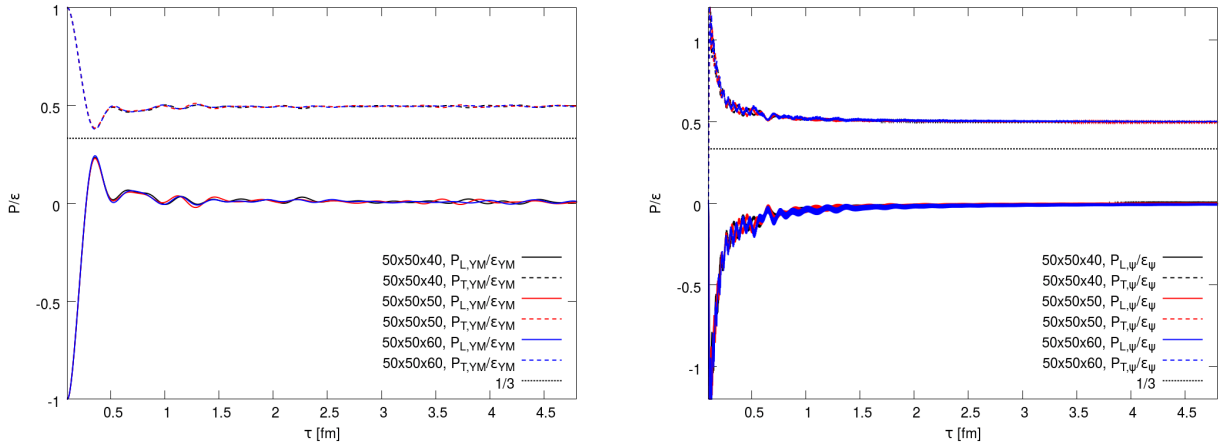 1
0.5
0
-0.5
-1
P/ε
0.5 1 1.5 2 2.5 3 3.5 4 4.5
τ [fm]
50x50x40, P_L,YM/ε_YM
50x50x40, P_T,YM/ε_YM
50x50x50, P_L,YM/ε_YM
50x50x50, P_T,YM/ε_YM
50x50x60, P_L,YM/ε_YM
50x50x60, P_T,YM/ε_YM
1/3
1
0.5
0
-0.5
-1
P/ε
0.5 1 1.5 2 2.5 3 3.5 4 4.5
τ [fm]
50x50x40, P_L,ψ/ε_ψ
50x50x40, P_T,ψ/ε_ψ
50x50x50, P_L,ψ/ε_ψ
50x50x50, P_T,ψ/ε_ψ
50x50x60, P_L,ψ/ε_ψ
50x50x60, P_T,ψ/ε_ψ
1/3